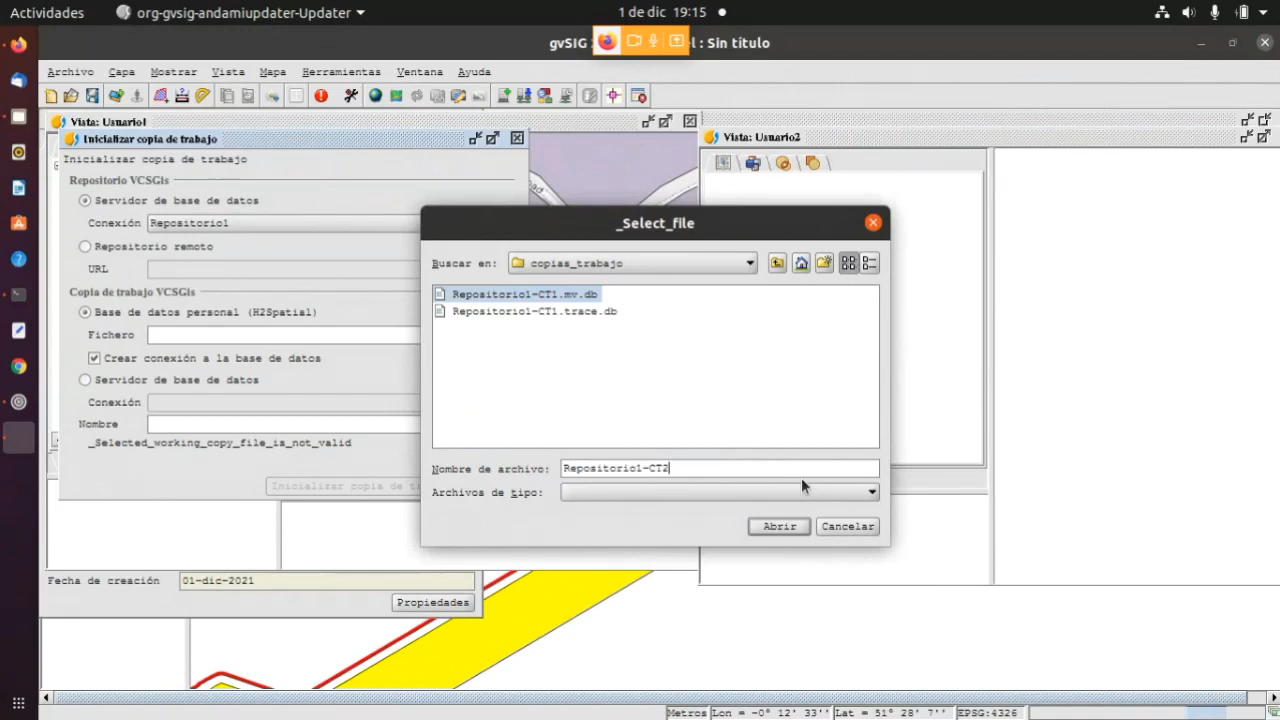 Actividades
org-gvsig-andamiupdater-Updater
1 de dic 19:15
gvSIG
el : Sin título
Archivo Capa Mostrar Vista Mapa Herramientas Ventana Ayuda
Vista: Usuario1
Inicializar copia de trabajo
Vista: Usuario2
Inicializar copia de trabajo
Repositorio VCSGis
Servidor de base de datos
Conexión Repositorio1
Repositorio remoto
URL
Copia de trabajo VCSGis
Base de datos personal (H2Spatial)
Fichero
Crear conexión a la base de datos
Servidor de base de datos
Conexión
Nombre
_Selected_working_copy_file_is_not_valid
Inicializar copia de t
_Select_file
Buscar en: copias_trabajo
Repositorio1-CT1.mv.db
Repositorio1-CT1.trace.db
Nombre de archivo: Repositorio1-CT2
Archivos de tipo:
Abrir Cancelar
Fecha de creación 01-dic-2021
Propiedades
Metros Lon = -0° 12' 33'' Lat = 51° 28' 7'' EPSG:4326